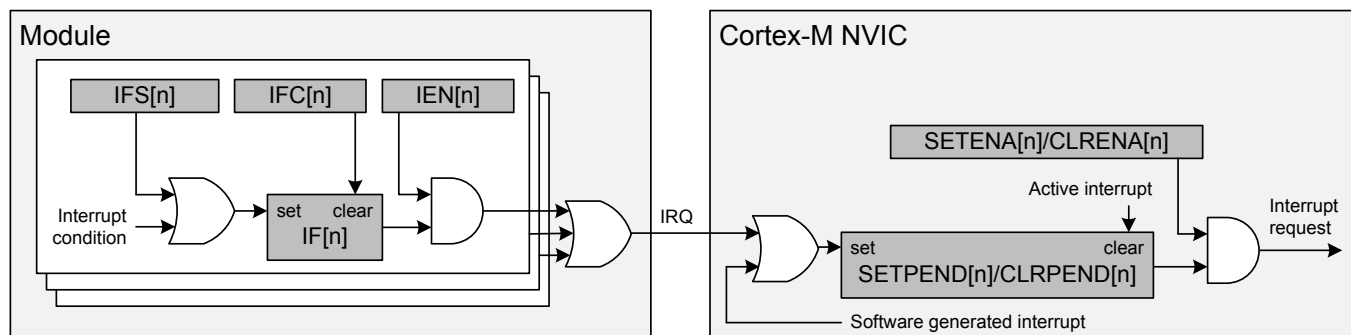 Module
Cortex-M NVIC
IFS[n]
IFC[n]
IEN[n]
SETENA[n]/CLRENA[n]
Interrupt
condition
set
clear
IF[n]
IRQ
Active interrupt
Interrupt
request
set
clear
SETPEND[n]/CLRPEND[n]
Software generated interrupt